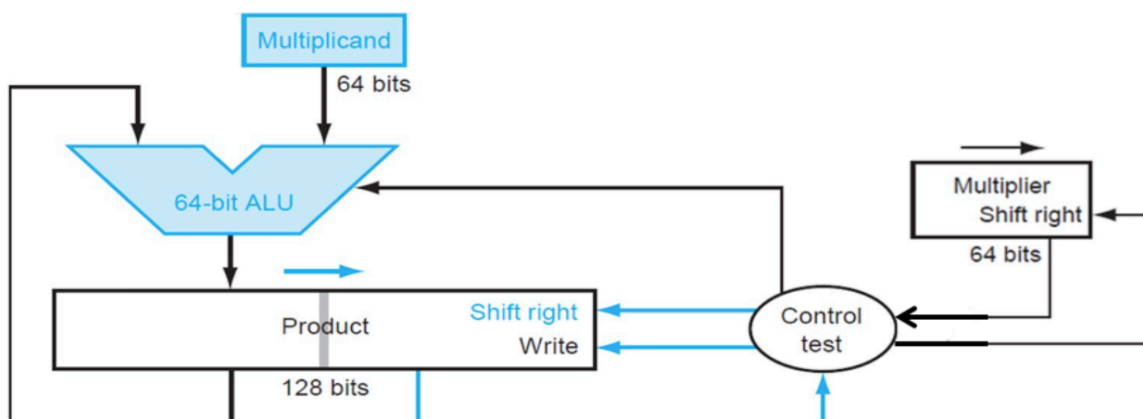 Multiplicand
64 bits
64-bit ALU
Multiplier
Shift right
64 bits
Product
Shift right
Write
128 bits
Control
test